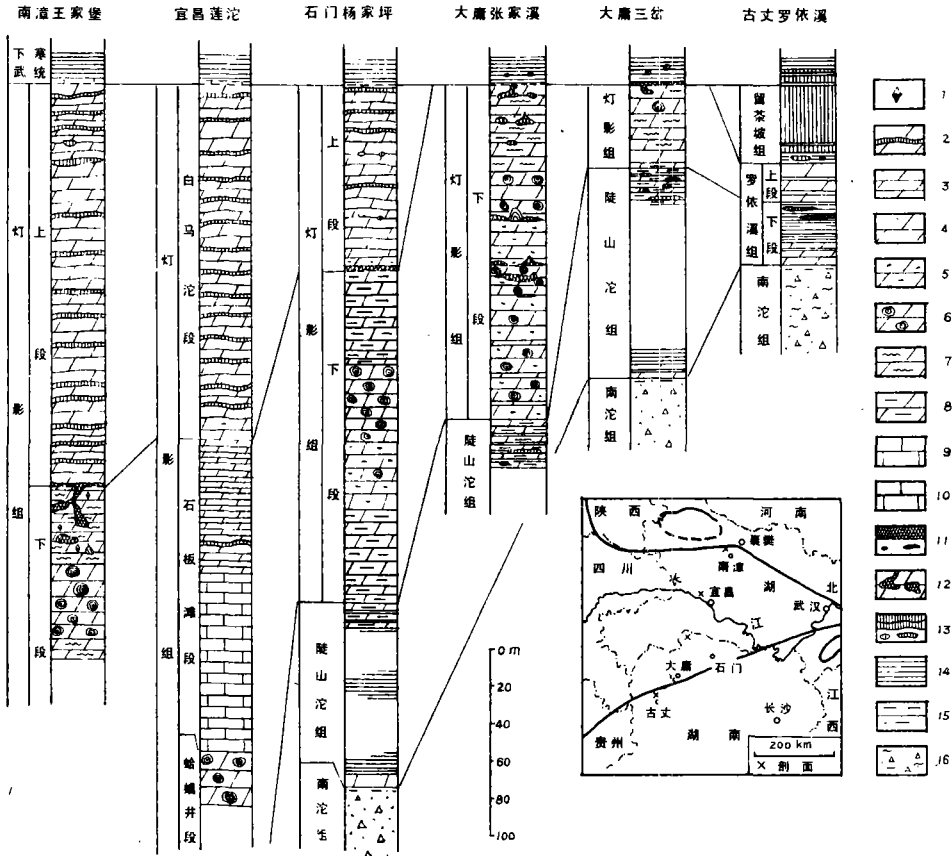 南漳王家堡
宜昌莲沱
石门杨家坪
大庸张家溪
大庸三岔
古丈罗依溪
下寒
武统
灯影组
上段
下段
灯影组
白马沱段
石板滩段
蛤蟆井段
灯影组
上段
下段
陡山沱组
南沱组
灯影组
下段
陡山沱组
灯影组
陡山沱组
南沱组
留茶坡组
罗依溪组
上段
下段
南沱组
1
2
3
4
5
6
7
8
9
10
11
12
13
14
15
16
0 m
20
40
60
80
100
陕西
河南
襄樊
南漳
四川
长
宜昌
湖
北
武汉
江
大庸
石门
古丈
长沙
江
西
贵州
湖南
200 km
× 剖面